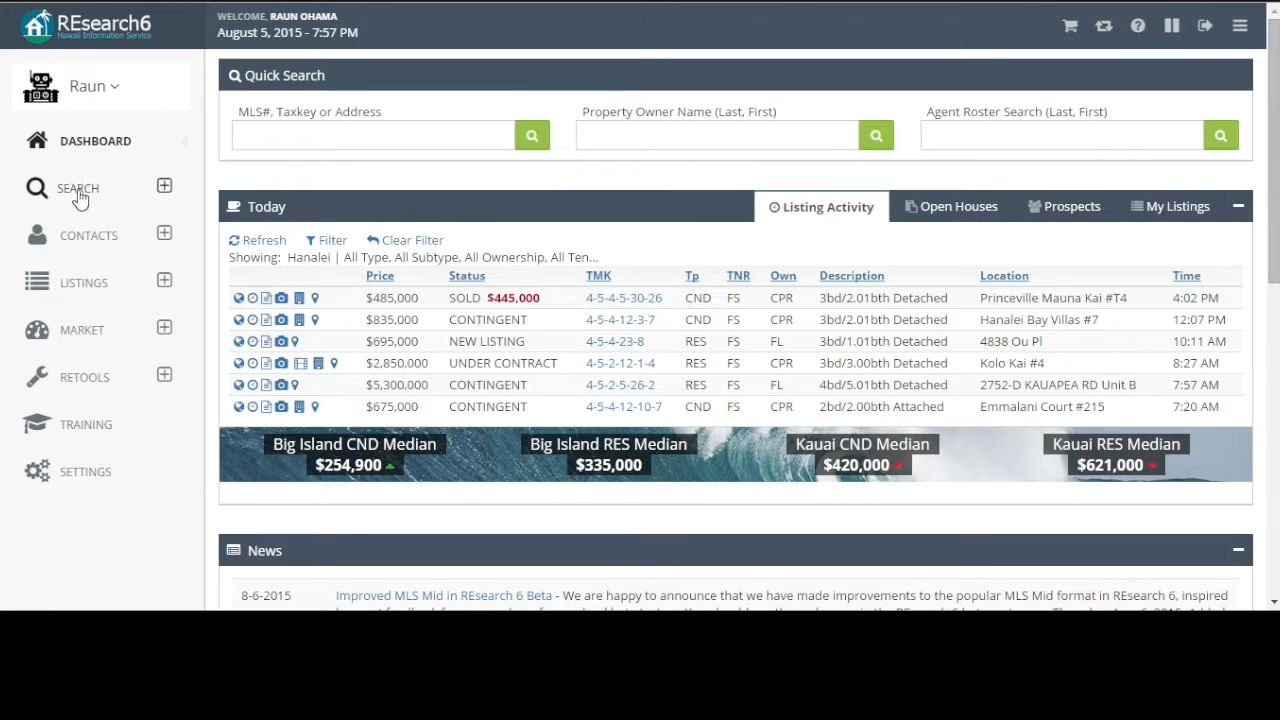 REsearch6
Hawaii Information Service
WELCOME, RAUN OHAMA
August 5, 2015 - 7:57 PM
Raun
DASHBOARD
SEARCH
CONTACTS
LISTINGS
MARKET
RETOOLS
TRAINING
SETTINGS
Quick Search
MLS#, Taxkey or Address Property Owner Name (Last, First) Agent Roster Search (Last, First)
Today Listing Activity Open Houses Prospects My Listings
Refresh Filter Clear Filter
Showing: Hanalei | All Type, All Subtype, All Ownership, All Ten...
Price Status TMK Tp TNR Own Description Location Time
$485,000 SOLD $445,000 4-5-4-5-30-26 CND FS CPR 3bd/2.01bth Detached Princeville Mauna Kai #T4 4:02 PM
$835,000 CONTINGENT 4-5-4-12-3-7 CND FS CPR 3bd/2.01bth Detached Hanalei Bay Villas #7 12:07 PM
$695,000 NEW LISTING 4-5-4-23-8 RES FS FL 3bd/2.00bth Detached 4838 Ou Pl 10:11 AM
$2,850,000 UNDER CONTRACT 4-5-2-12-1-4 RES FS CPR 3bd/3.00bth Detached Kolo Kai #4 8:27 AM
$5,300,000 CONTINGENT 4-5-2-5-26-2 RES FS FL 4bd/5.01bth Detached 2752-D KAUAPEA RD Unit B 7:57 AM
$675,000 CONTINGENT 4-5-4-12-10-7 CND FS CPR 2bd/2.00bth Attached Emmalani Court #215 7:20 AM
Big Island CND Median Big Island RES Median Kauai CND Median Kauai RES Median
$254,900 $335,000 $420,000 $621,000
News
8-6-2015 Improved MLS Mid in REsearch 6 Beta - We are happy to announce that we have made improvements to the popular MLS Mid format in REsearch 6, inspired